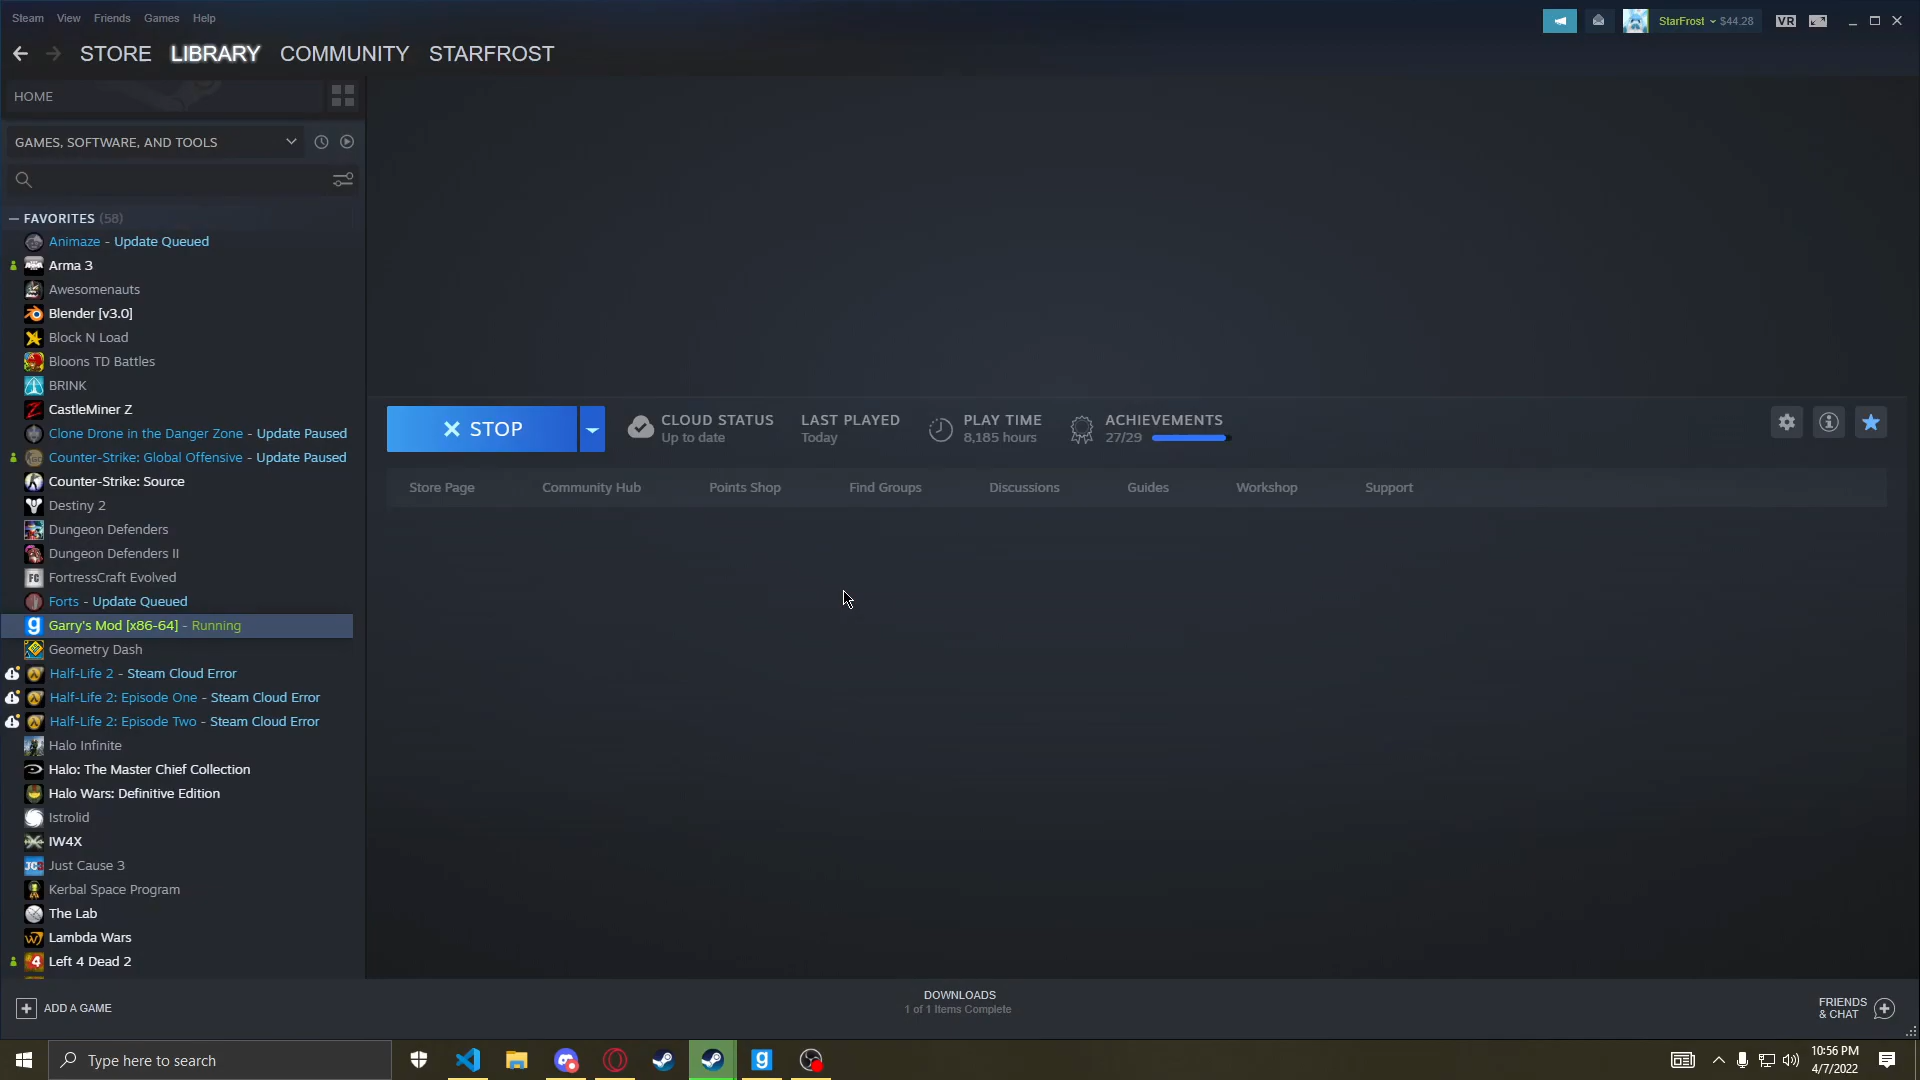 Steam View Friends Games Help
StarFrost $44.28 VR
STORE LIBRARY COMMUNITY STARFROST
HOME
GAMES, SOFTWARE, AND TOOLS
— FAVORITES (58)
Animaze - Update Queued
Arma 3
Awesomenauts
Blender [v3.0]
Block N Load
Bloons TD Battles
BRINK
CastleMiner Z
Clone Drone in the Danger Zone - Update Paused
Counter-Strike: Global Offensive - Update Paused
Counter-Strike: Source
Destiny 2
Dungeon Defenders
Dungeon Defenders II
FC FortressCraft Evolved
Forts - Update Queued
g Garry's Mod [x86-64] - Running
Geometry Dash
Half-Life 2 - Steam Cloud Error
Half-Life 2: Episode One - Steam Cloud Error
Half-Life 2: Episode Two - Steam Cloud Error
Halo Infinite
Halo: The Master Chief Collection
Halo Wars: Definitive Edition
Istrolid
IW4X
JC3 Just Cause 3
Kerbal Space Program
The Lab
Lambda Wars
4 Left 4 Dead 2
STOP
CLOUD STATUS
Up to date
LAST PLAYED
Today
PLAY TIME
8,185 hours
ACHIEVEMENTS
27/29
Store Page Community Hub Points Shop Find Groups Discussions Guides Workshop Support
ADD A GAME
DOWNLOADS
1 of 1 Items Complete
FRIENDS
& CHAT
Type here to search
g
10:56 PM
4/7/2022